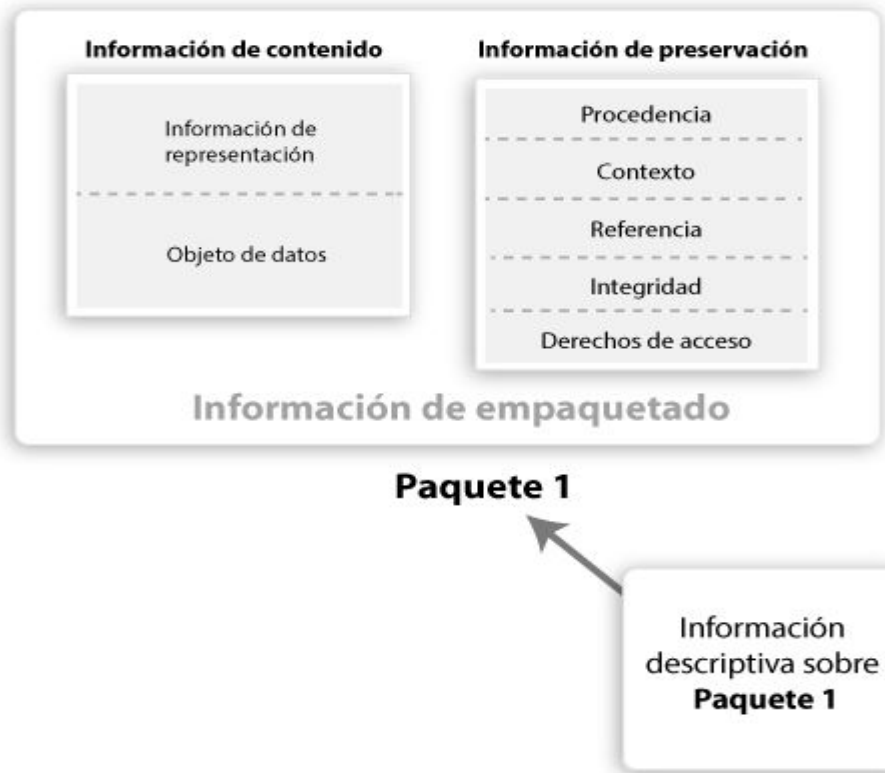 Información de contenido
Información de
representación
Objeto de datos
Información de preservación
Procedencia
Contexto
Referencia
Integridad
Derechos de acceso
Información de empaquetado
Paquete 1
Información
descriptiva sobre
Paquete 1